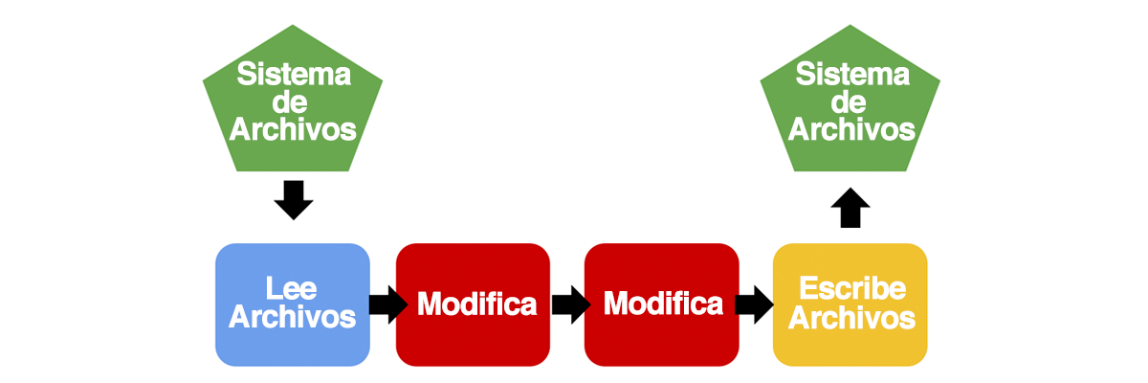 Sistema
de
Archivos
Sistema
de
Archivos
Lee
Archivos
Modifica
Modifica
Escribe
Archivos